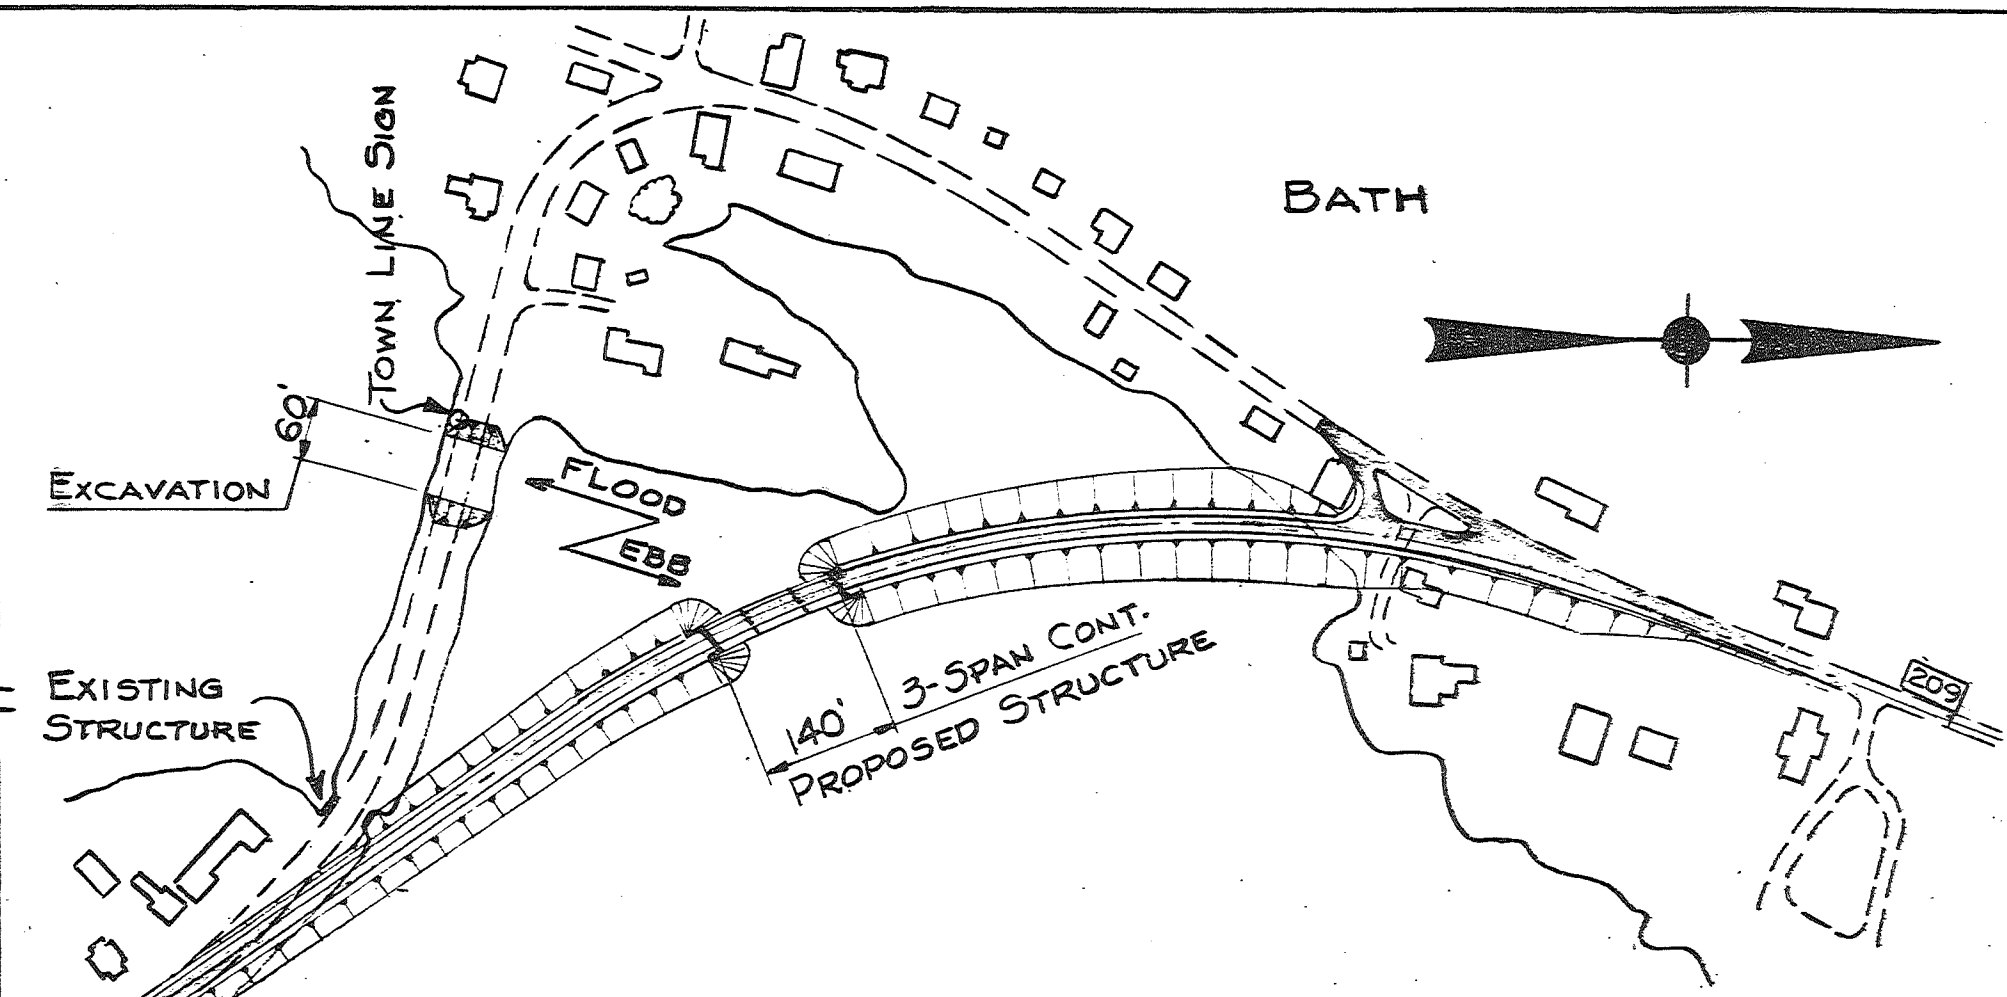 BATH
TOWN LINE SIGN
60'
EXCAVATION
FLOOD
EBB
3-SPAN CONT.
140'
PROPOSED STRUCTURE
EXISTING
STRUCTURE
209